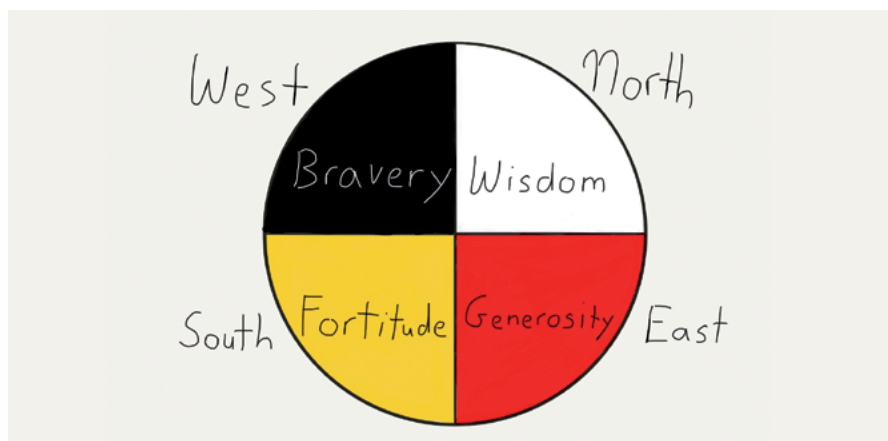 West
North
Bravery
Wisdom
South
Fortitude
Generosity
East